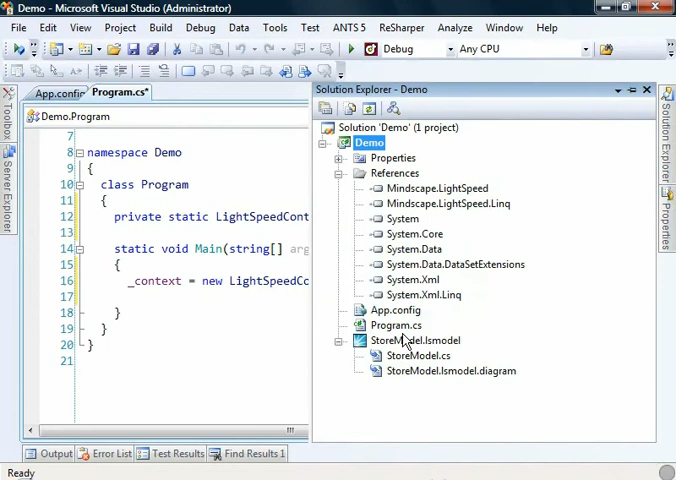 Demo - Microsoft Visual Studio (Administrator)
File Edit View Project Build Debug Data Tools Test ANTS 5 ReSharper Analyze Window Help
Debug Any CPU
App.config Program.cs*
Demo.Program
7
8 namespace Demo
9 {
10 class Program
11 {
12 private static LightSpeedCont
13
14 static void Main(string[] arg
15 {
16 _context = new LightSpeedCo
17
18 }
19 }
20 }
21
Solution Explorer - Demo
Solution 'Demo' (1 project)
Demo
Properties
References
Mindscape.LightSpeed
Mindscape.LightSpeed.Linq
System
System.Core
System.Data
System.Data.DataSetExtensions
System.Xml
System.Xml.Linq
App.config
Program.cs
StoreModel.lsmodel
StoreModel.cs
StoreModel.lsmodel.diagram
Toolbox
Server Explorer
Solution Explorer
Properties
Output Error List Test Results Find Results 1
Ready